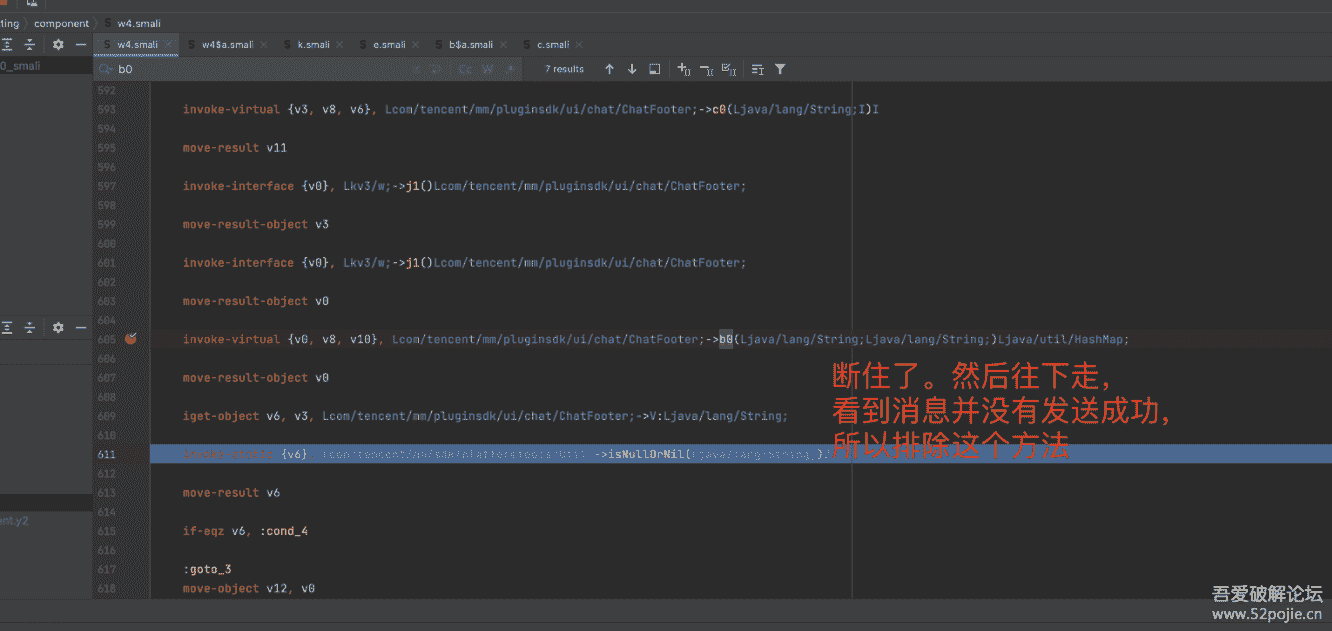 ting  component  w4.smali
w4.smali  w4$a.smali  k.smali  e.smali  b$a.smali  c.smali
0_smali
b0  Cc  W  .*  7 results
592
593 invoke-virtual {v3, v8, v6}, Lcom/tencent/mm/pluginsdk/ui/chat/ChatFooter;->c0(Ljava/lang/String;I)I
594
595 move-result v11
596
597 invoke-interface {v0}, Lkv3/w;->j1()Lcom/tencent/mm/pluginsdk/ui/chat/ChatFooter;
598
599 move-result-object v3
600
601 invoke-interface {v0}, Lkv3/w;->j1()Lcom/tencent/mm/pluginsdk/ui/chat/ChatFooter;
602
603 move-result-object v0
604
605 invoke-virtual {v0, v8, v10}, Lcom/tencent/mm/pluginsdk/ui/chat/ChatFooter;->b0(Ljava/lang/String;Ljava/lang/String;)Ljava/util/HashMap;
606
607 move-result-object v0
608
609 iget-object v6, v3, Lcom/tencent/mm/pluginsdk/ui/chat/ChatFooter;->V:Ljava/lang/String;
610
611 {v6} ->isNullOrNil(
612
613 move-result v6
614
615 if-eqz v6, :cond_4
616
617 :goto_3
618 move-object v12, v0
断住了。然后往下走，
看到消息并没有发送成功，
所以排除这个方法
ent.y2
吾爱破解论坛
www.52pojie.cn